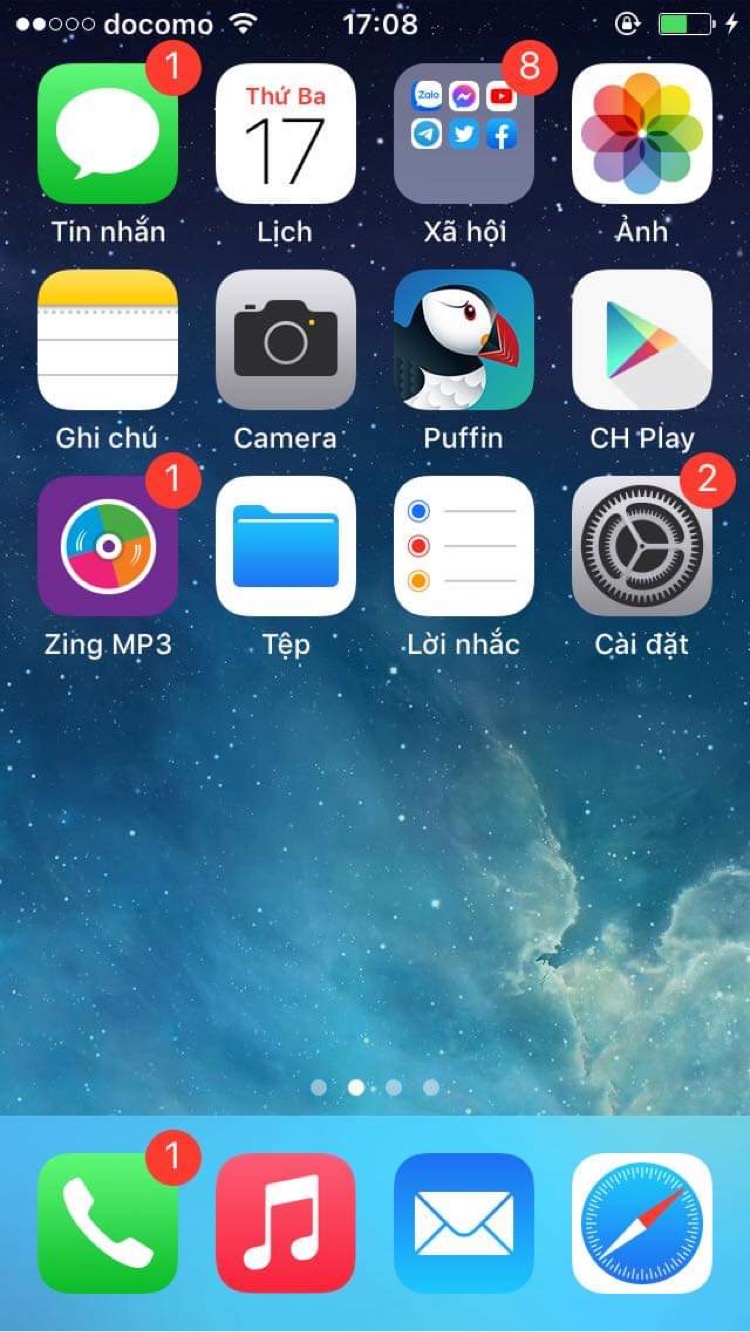 docomo 17:08
1
Thứ Ba
17
8
Zalo
Tin nhắn Lịch Xã hội Ảnh
Ghi chú Camera Puffin CH Play
1
2
Zing MP3 Tệp Lời nhắc Cài đặt
1